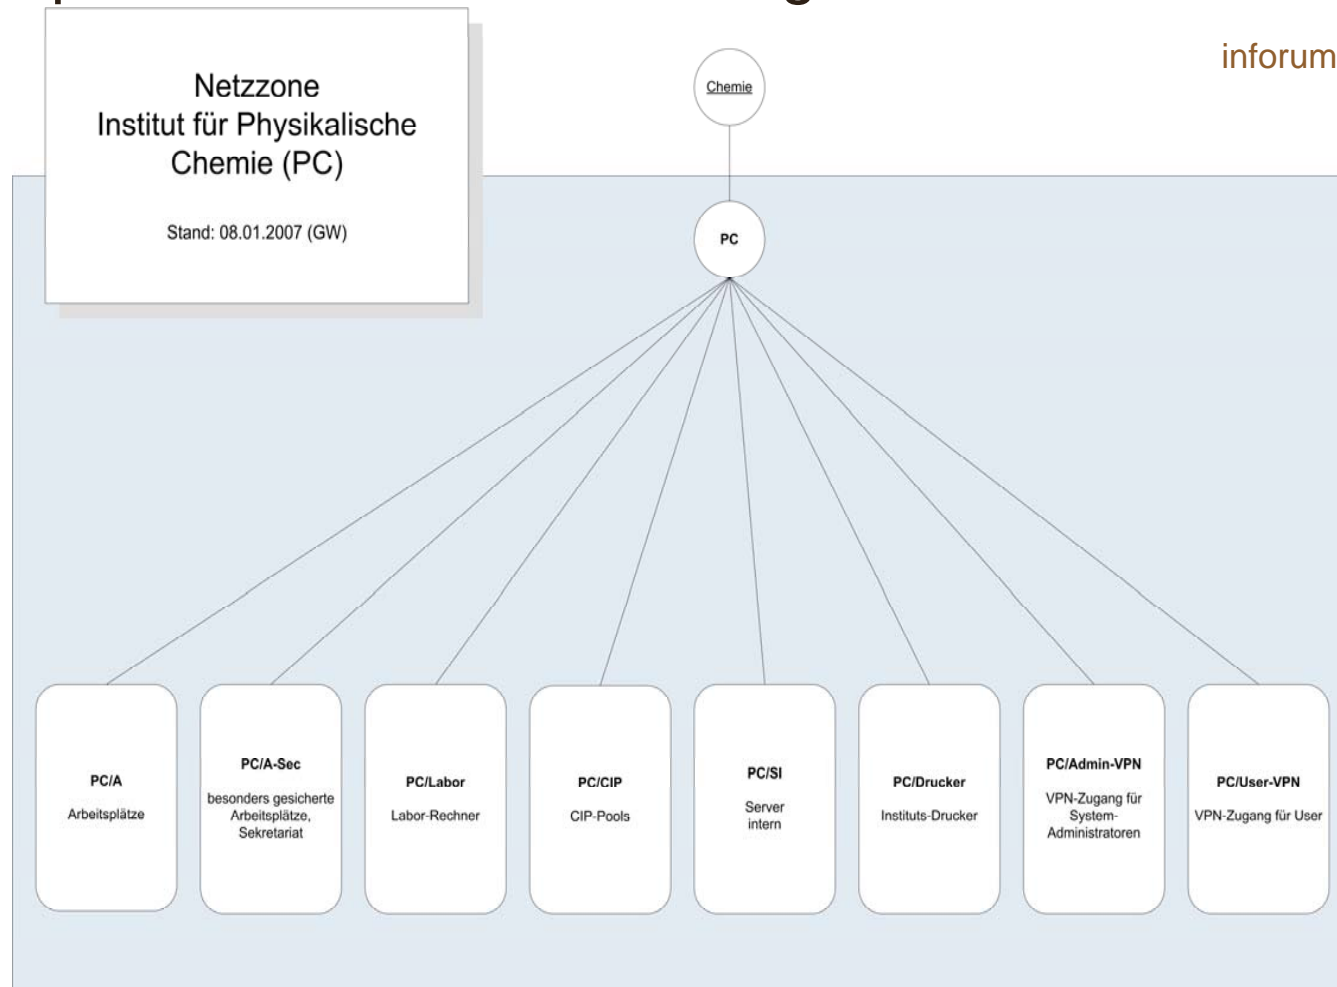 inforum
Netzzone
Institut für Physikalische
Chemie (PC)
Stand: 08.01.2007 (GW)
Chemie
PC
PC/A
Arbeitsplätze
PC/A-Sec
besonders gesicherte
Arbeitsplätze,
Sekretariat
PC/Labor
Labor-Rechner
PC/CIP
CIP-Pools
PC/SI
Server
intern
PC/Drucker
Instituts-Drucker
PC/Admin-VPN
VPN-Zugang für
System-
Administratoren
PC/User-VPN
VPN-Zugang für User